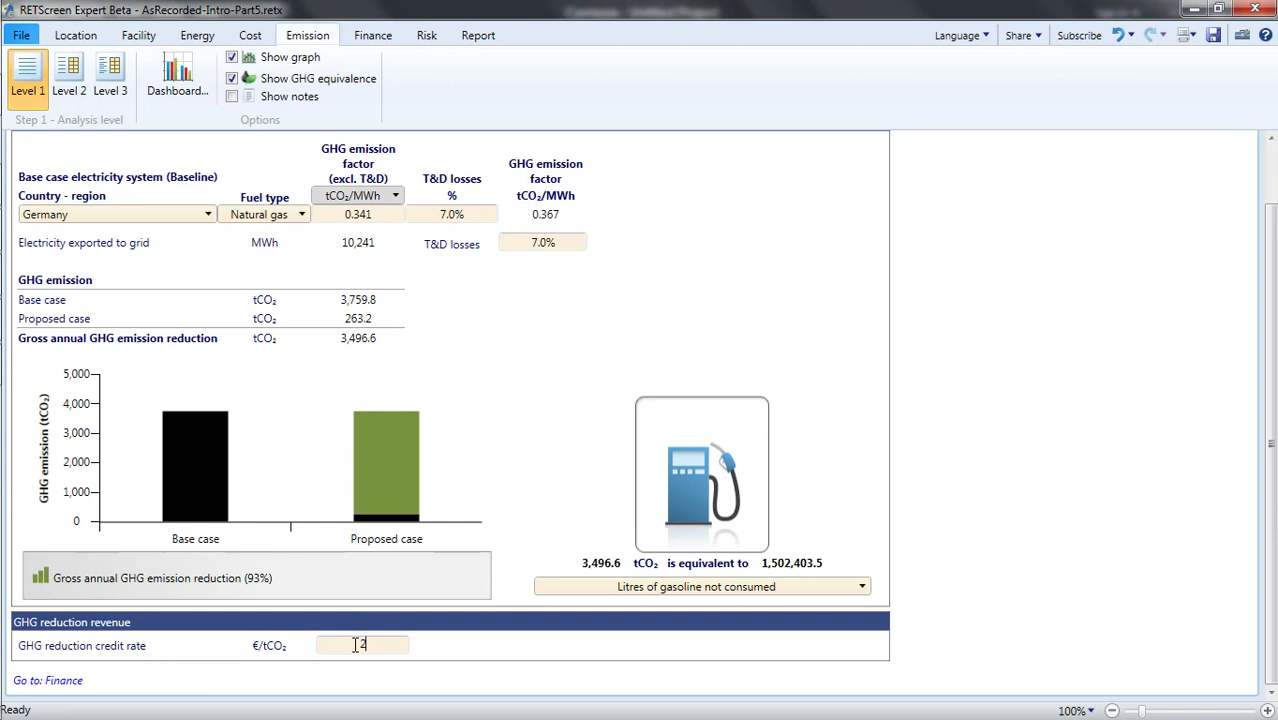 RETScreen Expert Beta - AsRecorded-Intro-Part5.retx
File Location Facility Energy Cost Emission Finance Risk Report Language Share Subscribe
Level 1 Level 2 Level 3 Dashboard...
Show graph
Show GHG equivalence
Show notes
Step 1 - Analysis level Options
GHG emission
factor
(excl. T&D)
GHG emission
factor
Base case electricity system (Baseline) T&D losses
Country - region Fuel type tCO₂/MWh % tCO₂/MWh
Germany Natural gas 0.341 7.0% 0.367
Electricity exported to grid MWh 10,241 T&D losses 7.0%
GHG emission
Base case tCO₂ 3,759.8
Proposed case tCO₂ 263.2
Gross annual GHG emission reduction tCO₂ 3,496.6
GHG emission (tCO₂)
5,000
4,000
3,000
2,000
1,000
0
Base case Proposed case
Gross annual GHG emission reduction (93%)
3,496.6 tCO₂ is equivalent to 1,502,403.5
Litres of gasoline not consumed
GHG reduction revenue
GHG reduction credit rate €/tCO₂ 2
Go to: Finance
Ready 100%